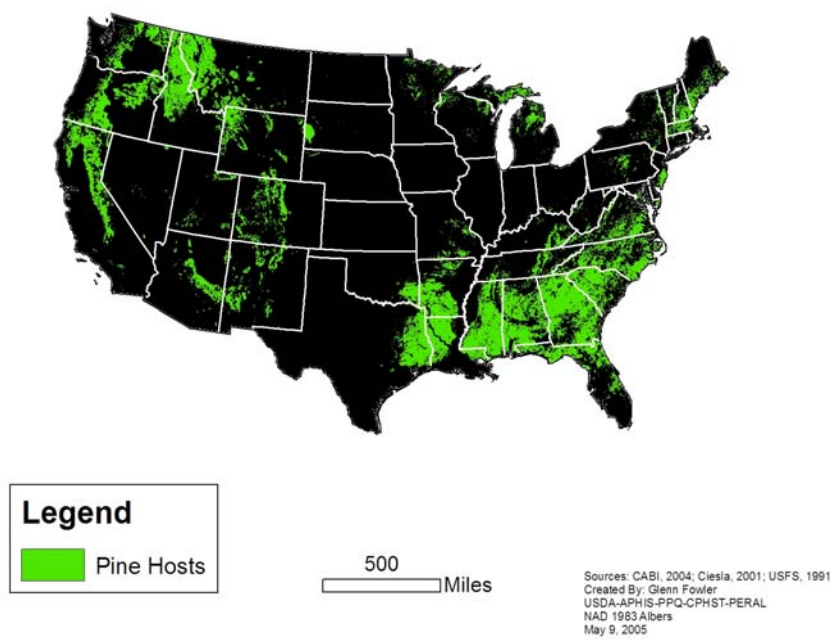 Legend
Pine Hosts
500
Miles
Sources: CABI, 2004; Ciesla, 2001; USFS, 1991
Created By: Glenn Fowler
USDA-APHIS-PPQ-CPHST-PERAL
NAD 1983 Albers
May 9, 2005